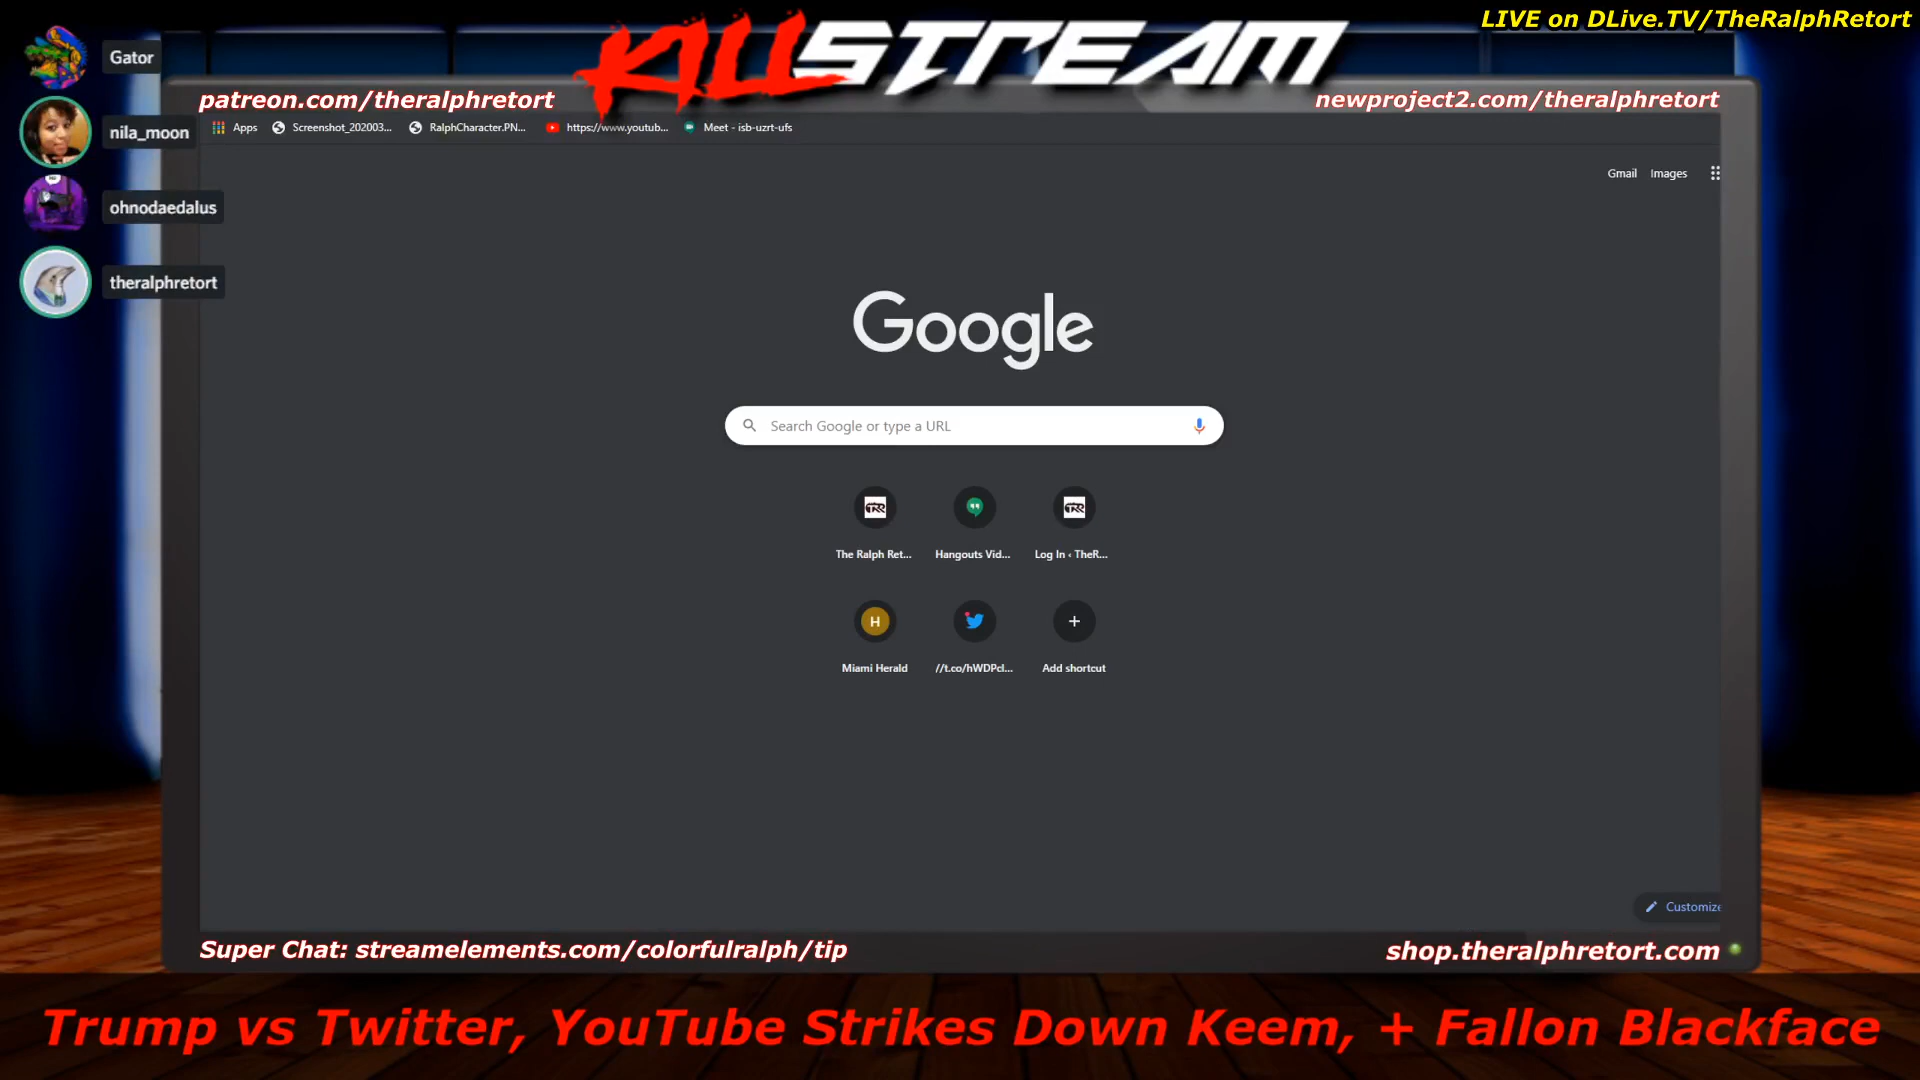 LIVE on DLive.TV/TheRalphRetort
KILLSTREAM
Gator
patreon.com/theralphretort
newproject2.com/theralphretort
nila_moon
Apps
Screenshot_202003...
RalphCharacter.PN...
https://www.youtub...
Meet - isb-uzrt-ufs
Gmail
Images
ohnodaedalus
theralphretort
Google
Search Google or type a URL
TRR
TRR
The Ralph Ret...
Hangouts Vid...
Log In ‹ TheR...
H
Miami Herald
//t.co/hWDPcl...
Add shortcut
Customize
Super Chat: streamelements.com/colorfulralph/tip
shop.theralphretort.com
Trump vs Twitter, YouTube Strikes Down Keem, + Fallon Blackface